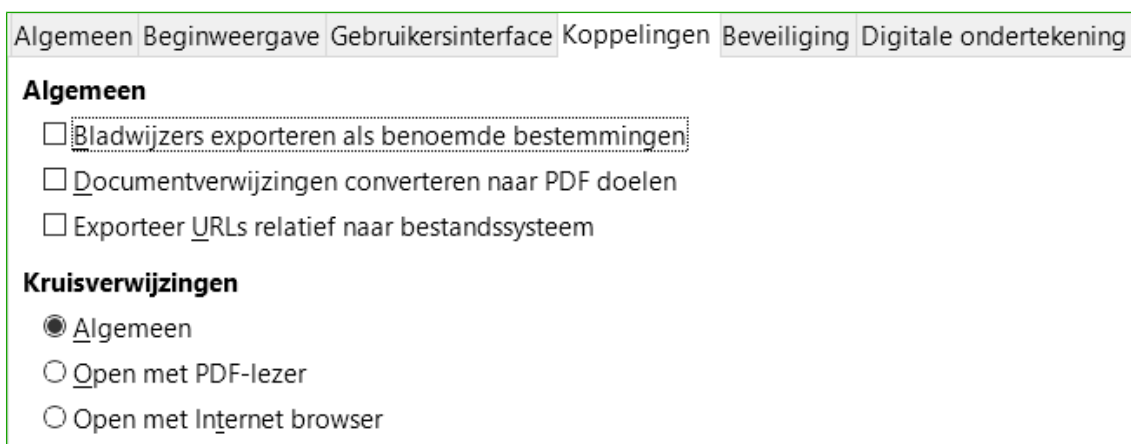 Algemeen Beginweergave Gebruikersinterface Koppelingen Beveiliging Digitale ondertekening
Algemeen
Bladwijzers exporteren als benoemde bestemmingen
Documentverwijzingen converteren naar PDF doelen
Exporteer URLs relatief naar bestandssysteem
Kruisverwijzingen
Algemeen
Open met PDF-lezer
Open met Internet browser